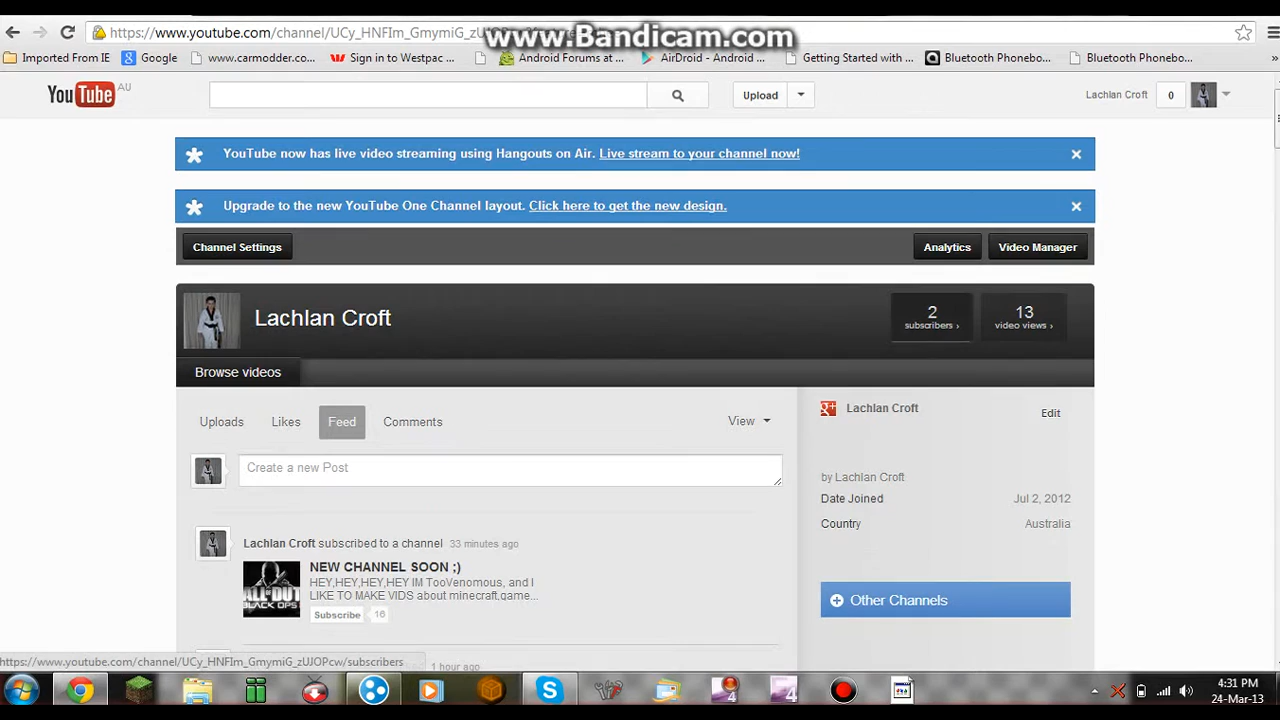 https://www.youtube.com/channel/UCy_HNFIm_GmymiG_z
www.Bandicam.com
Imported From IE
Google
www.carmodder.co...
Sign in to Westpac ...
Android Forums at ...
AirDroid - Android ...
Getting Started with ...
Bluetooth Phonebo...
Bluetooth Phonebo...
»
YouTube AU
Upload
Lachlan Croft
0
YouTube now has live video streaming using Hangouts on Air. Live stream to your channel now!
Upgrade to the new YouTube One Channel layout. Click here to get the new design.
Channel Settings
Analytics
Video Manager
Lachlan Croft
2
subscribers ›
13
video views ›
Browse videos
Uploads
Likes
Feed
Comments
View
Lachlan Croft
Edit
Create a new Post
by Lachlan Croft
Date Joined
Jul 2, 2012
Country
Australia
Lachlan Croft subscribed to a channel 33 minutes ago
NEW CHANNEL SOON ;)
HEY,HEY,HEY,HEY IM TooVenomous, and I
LIKE TO MAKE VIDS about minecraft,game...
CALL OF DUTY
BLACK OPS
Subscribe
16
Other Channels
1 hour ago
https://www.youtube.com/channel/UCy_HNFIm_GmymiG_zUJOPcw/subscribers
4:31 PM
24-Mar-13